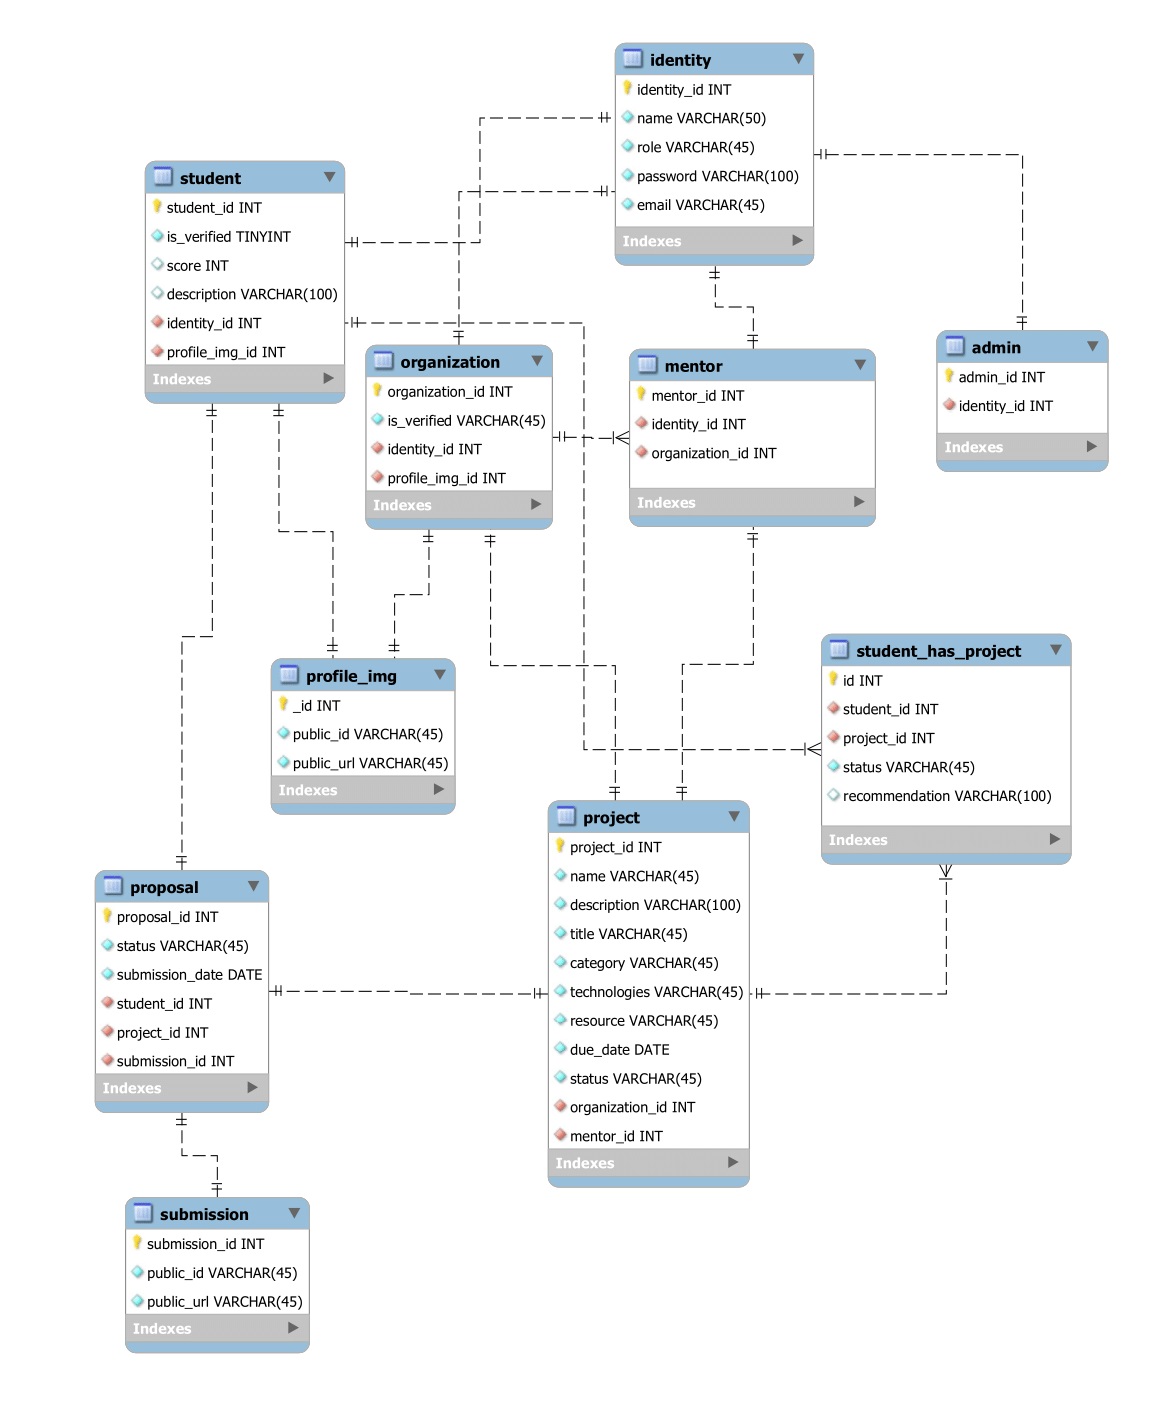 identity
identity_id INT
name VARCHAR(50)
role VARCHAR(45)
password VARCHAR(100)
email VARCHAR(45)
Indexes
student
student_id INT
is_verified TINYINT
score INT
description VARCHAR(100)
identity_id INT
profile_img_id INT
Indexes
organization
organization_id INT
is_verified VARCHAR(45)
identity_id INT
profile_img_id INT
Indexes
mentor
mentor_id INT
identity_id INT
organization_id INT
Indexes
admin
admin_id INT
identity_id INT
Indexes
profile_img
_id INT
public_id VARCHAR(45)
public_url VARCHAR(45)
Indexes
student_has_project
id INT
student_id INT
project_id INT
status VARCHAR(45)
recommendation VARCHAR(100)
Indexes
project
project_id INT
name VARCHAR(45)
description VARCHAR(100)
title VARCHAR(45)
category VARCHAR(45)
technologies VARCHAR(45)
resource VARCHAR(45)
due_date DATE
status VARCHAR(45)
organization_id INT
mentor_id INT
Indexes
proposal
proposal_id INT
status VARCHAR(45)
submission_date DATE
student_id INT
project_id INT
submission_id INT
Indexes
submission
submission_id INT
public_id VARCHAR(45)
public_url VARCHAR(45)
Indexes